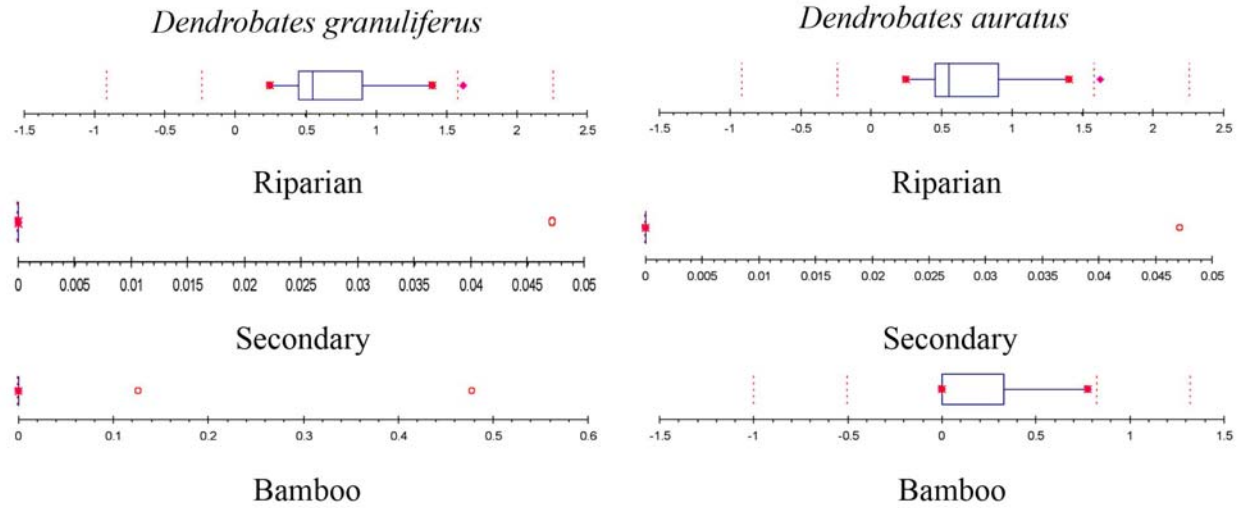 Dendrobates granuliferus
-1.5 -1 -0.5 0 0.5 1 1.5 2 2.5
Riparian
0 0.005 0.01 0.015 0.02 0.025 0.03 0.035 0.04 0.045 0.05
Secondary
0 0.1 0.2 0.3 0.4 0.5 0.6
Bamboo
Dendrobates auratus
-1.5 -1 -0.5 0 0.5 1 1.5 2 2.5
Riparian
0 0.005 0.01 0.015 0.02 0.025 0.03 0.035 0.04 0.045 0.05
Secondary
-1.5 -1 -0.5 0 0.5 1 1.5
Bamboo